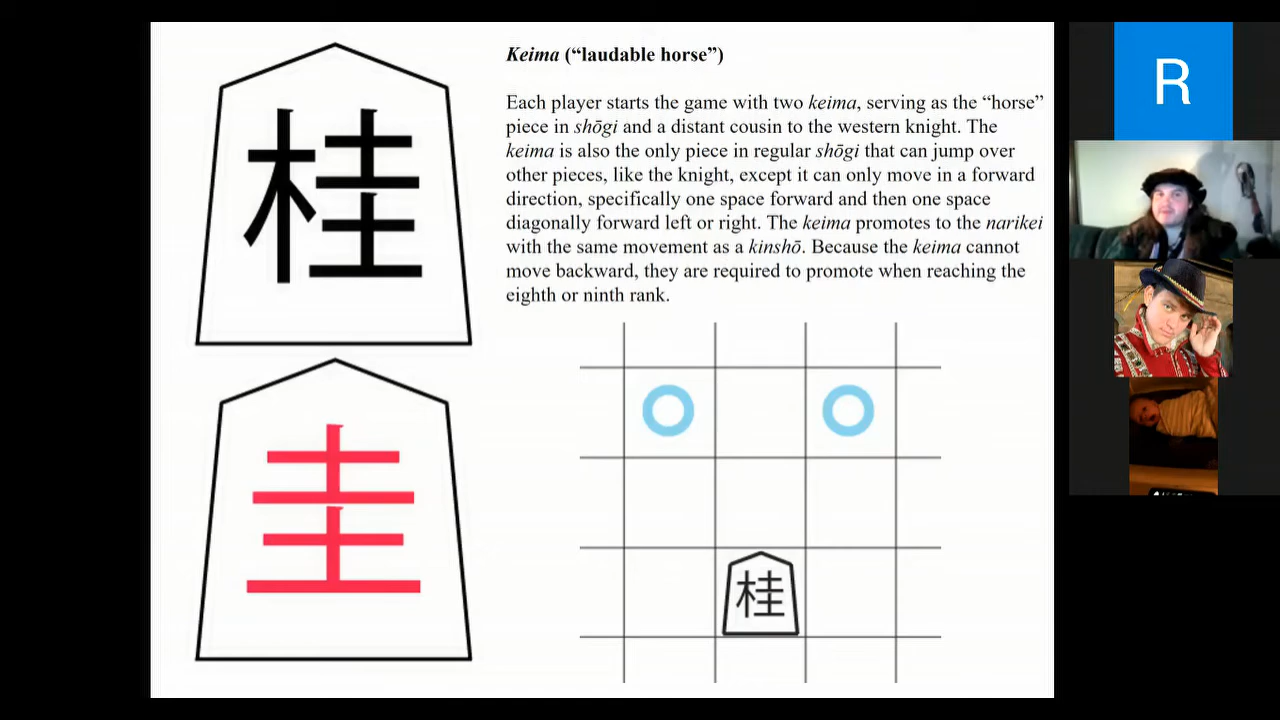 桂
圭
Keima (“laudable horse”)
Each player starts the game with two keima, serving as the “horse”
piece in shōgi and a distant cousin to the western knight. The
keima is also the only piece in regular shōgi that can jump over
other pieces, like the knight, except it can only move in a forward
direction, specifically one space forward and then one space
diagonally forward left or right. The keima promotes to the narikei
with the same movement as a kinshō. Because the keima cannot
move backward, they are required to promote when reaching the
eighth or ninth rank.
桂
R